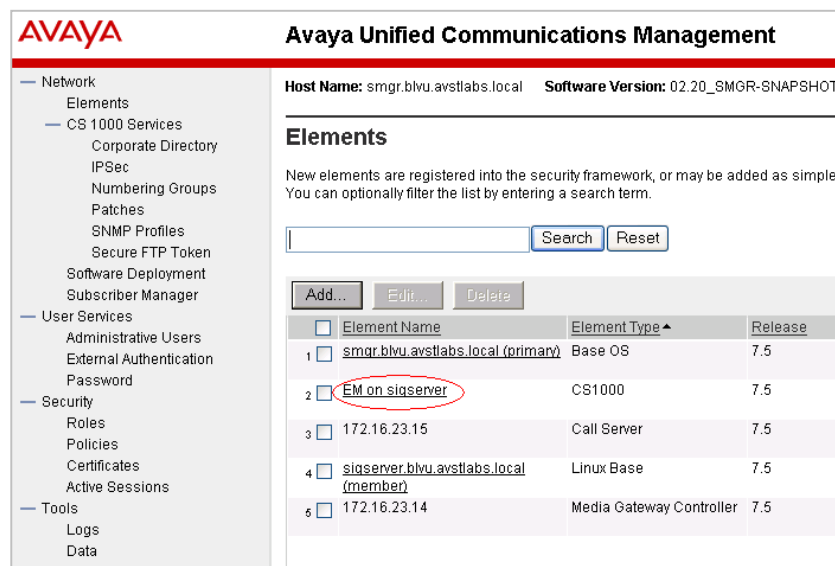 AVAYA
Avaya Unified Communications Management
Network
Elements
CS 1000 Services
Corporate Directory
IPSec
Numbering Groups
Patches
SNMP Profiles
Secure FTP Token
Software Deployment
Subscriber Manager
User Services
Administrative Users
External Authentication
Password
Security
Roles
Policies
Certificates
Active Sessions
Tools
Logs
Data
Host Name: smgr.blvu.avstlabs.local Software Version: 02.20_SMGR-SNAPSHOT
Elements
New elements are registered into the security framework, or may be added as simple
You can optionally filter the list by entering a search term.
Search Reset
Add... Edit... Delete
Element Name Element Type Release
1 smgr.blvu.avstlabs.local (primary) Base OS 7.5
2 EM on sigserver CS1000 7.5
3 172.16.23.15 Call Server 7.5
4 sigserver.blvu.avstlabs.local Linux Base 7.5
(member)
5 172.16.23.14 Media Gateway Controller 7.5